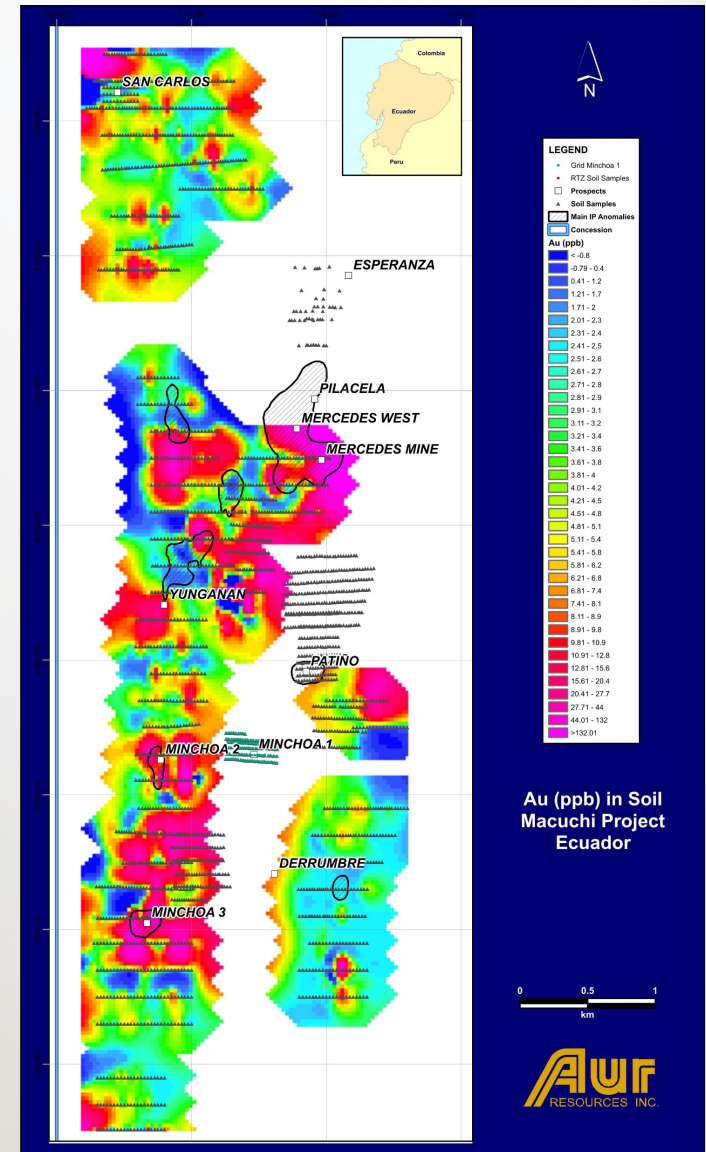 SAN CARLOS
ESPERANZA
PILACELA
MERCEDES WEST
MERCEDES MINE
YUNGAÑAN
PATIÑO
MINCHOA 2
MINCHOA 1
DERRUMBRE
MINCHOA 3
Colombia
Ecuador
Peru
N
LEGEND
Grid Minchoa 1
RTZ Soil Samples
Prospects
Soil Samples
Main IP Anomalies
Concession
Au (ppb)
< -0.8
-0.79 - 0.4
0.41 - 1.2
1.21 - 1.7
1.71 - 2
2.01 - 2.3
2.31 - 2.4
2.41 - 2.5
2.51 - 2.6
2.61 - 2.7
2.71 - 2.8
2.81 - 2.9
2.91 - 3.1
3.11 - 3.2
3.21 - 3.4
3.41 - 3.6
3.61 - 3.8
3.81 - 4
4.01 - 4.2
4.21 - 4.5
4.51 - 4.8
4.81 - 5.1
5.11 - 5.4
5.41 - 5.8
5.81 - 6.2
6.21 - 6.8
6.81 - 7.4
7.41 - 8.1
8.11 - 8.9
8.91 - 9.8
9.81 - 10.9
10.91 - 12.8
12.81 - 15.6
15.61 - 20.4
20.41 - 27.7
27.71 - 44
44.01 - 132
>132.01
Au (ppb) in Soil
Macuchi Project
Ecuador
0 0.5 1
km
Aur
RESOURCES INC.